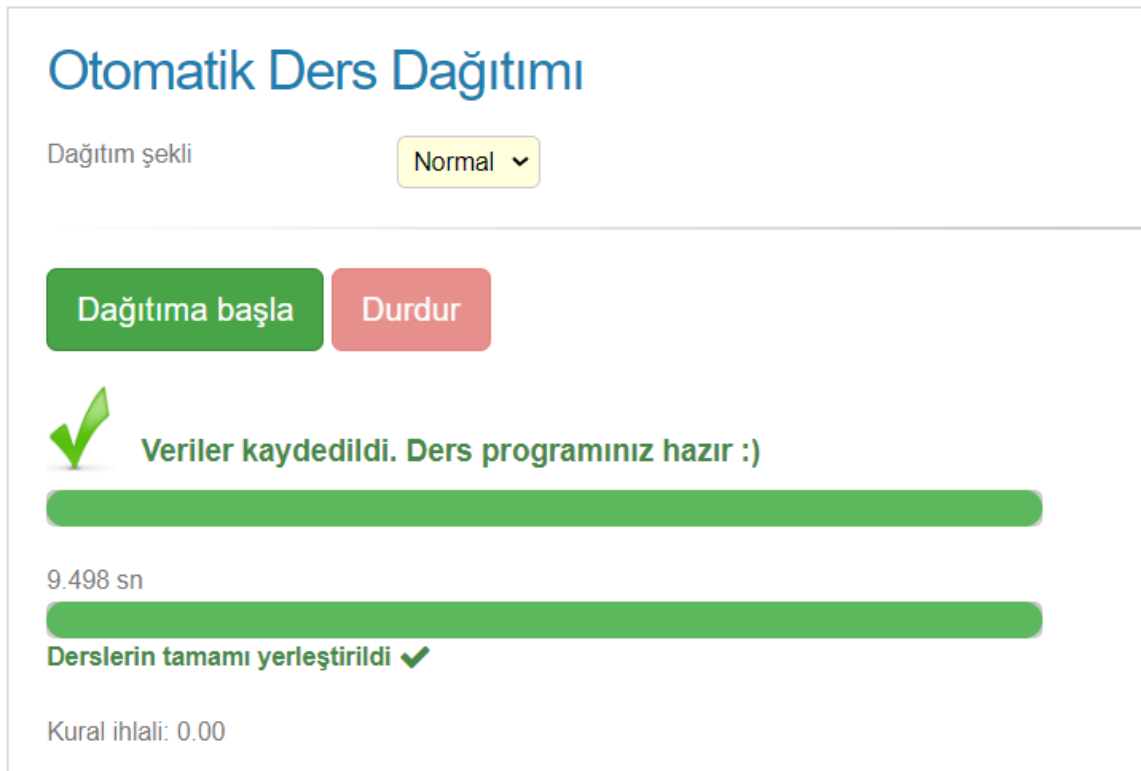 Otomatik Ders Dağıtımı
Dağıtım şekli
Normal
Dağıtıma başla
Durdur
Veriler kaydedildi. Ders programınız hazır :)
9.498 sn
Derslerin tamamı yerleştirildi
Kural ihlali: 0.00